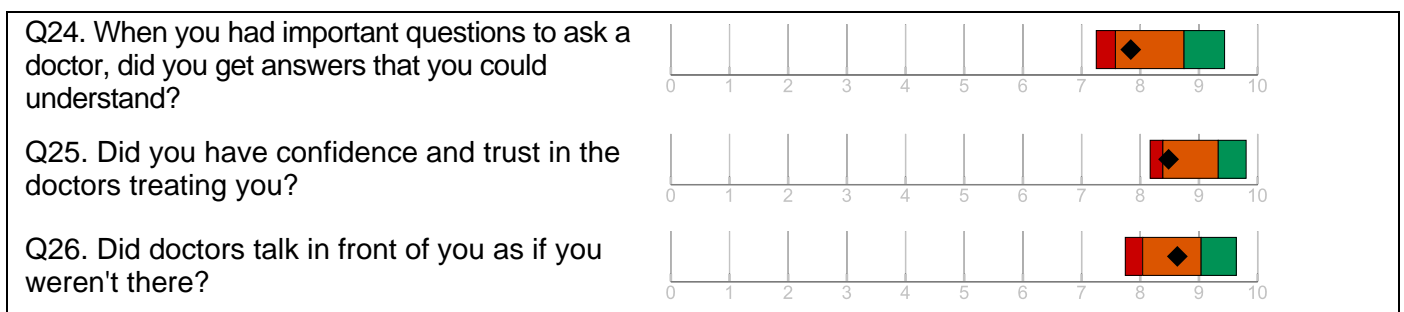 Q24. When you had important questions to ask a
doctor, did you get answers that you could
understand?
0 1 2 3 4 5 6 7 8 9 10
Q25. Did you have confidence and trust in the
doctors treating you?
0 1 2 3 4 5 6 7 8 9 10
Q26. Did doctors talk in front of you as if you
weren't there?
0 1 2 3 4 5 6 7 8 9 10